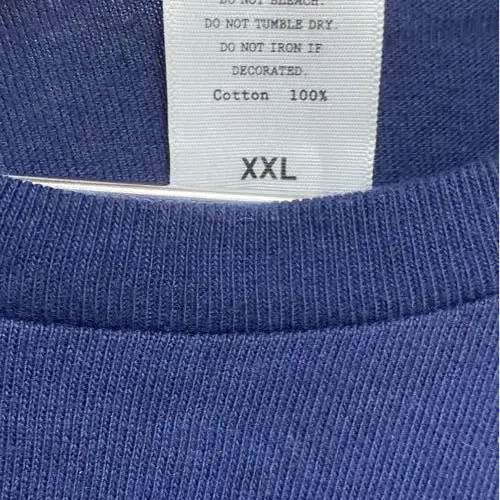 DO NOT BLEACH.
DO NOT TUMBLE DRY.
DO NOT IRON IF
DECORATED.
Cotton 100%
XXL